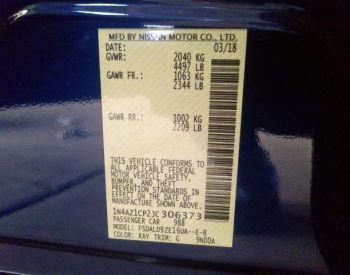 MFD BY NISSAN MOTOR CO., LTD.
DATE: 03/18
GVWR: 2040 KG
4497 LB
GAWR FR.: 1063 KG
2344 LB
GAWR RR.: 1002 KG
2209 LB
THIS VEHICLE CONFORMS TO
ALL APPLICABLE FEDERAL
MOTOR VEHICLE SAFETY,
BUMPER, AND THEFT
PREVENTION STANDARDS
IN EFFECT ON THE DATE OF
MANUFACTURE SHOWN ABOVE.
1N4AZ1CP2JC306373
PASSENGER CAR 988
MODEL: FSDALD9ZE16UA--E-8
COLOR: RAY TRIM: G 9N00A